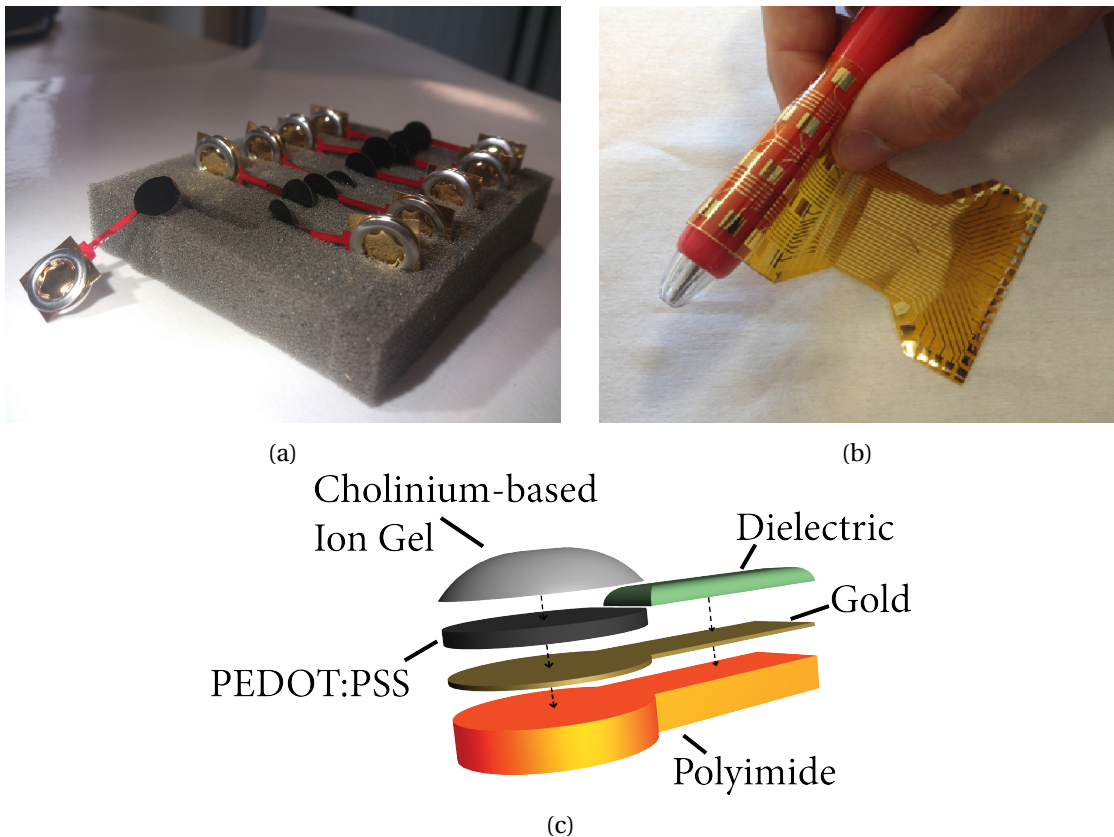 (a)
(b)
Cholinium-based
Ion Gel
Dielectric
Gold
PEDOT:PSS
Polyimide
(c)